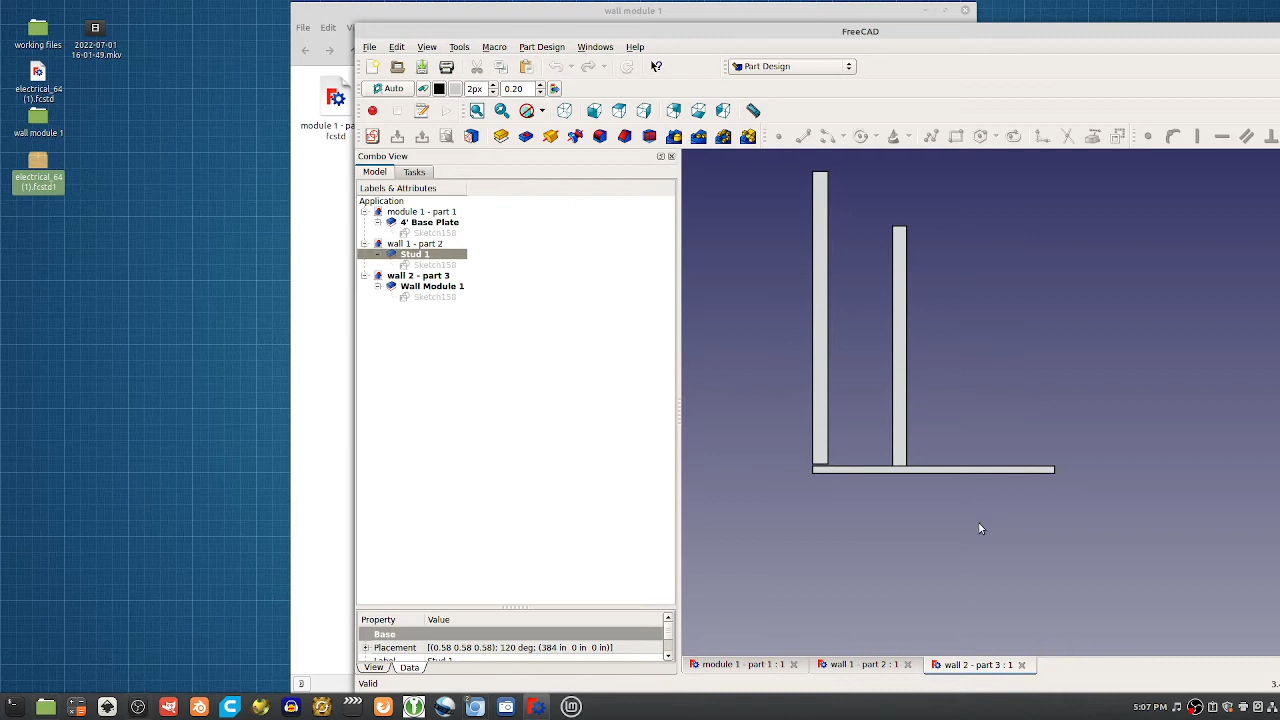 working files
2022-07-01
16-01-49.mkv
electrical_64
(1).fcstd
wall module 1
electrical_64
(1).fcstd1
wall module 1
File Edit
module 1 - pa
fcstd
FreeCAD
File Edit View Tools Macro Part Design Windows Help
Part Design
Auto 2px 0.20
Combo View
Model Tasks
Labels & Attributes
Application
module 1 - part 1
4' Base Plate
Sketch158
wall 1 - part 2
Stud 1
Sketch158
wall 2 - part 3
Wall Module 1
Sketch158
Property Value
Base
Placement [(0.58 0.58 0.58); 120 deg; (384 in 0 in 0 in)]
View Data
module 1 - part 1 : 1 wall 1 - part 2 : 1 wall 2 - part 3 : 1
Valid
5:07 PM